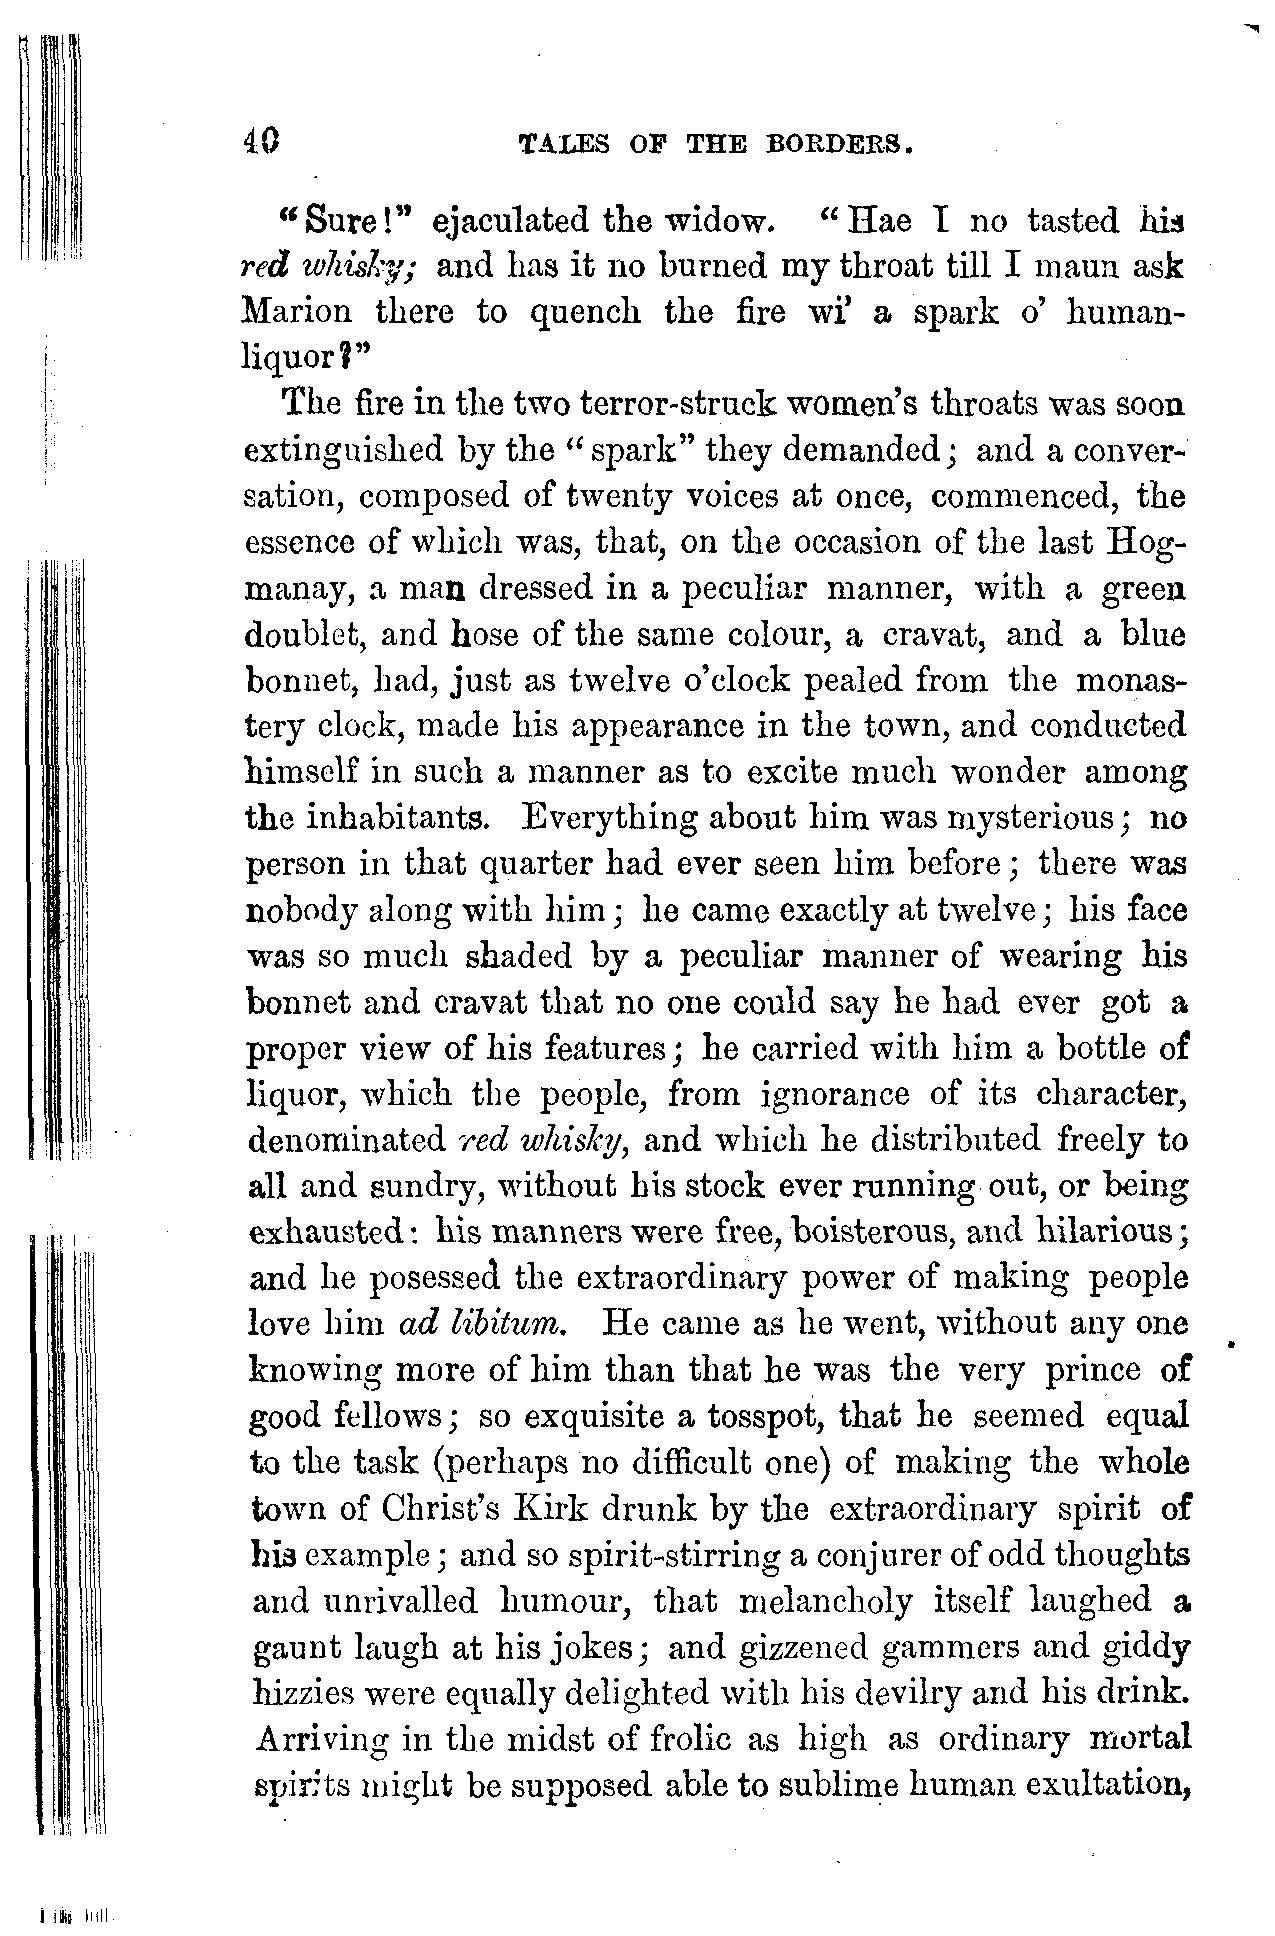 40 TALES OF THE BORDERS.
“Sure!” ejaculated the widow. “Hae I no tasted his
red whisky; and has it no burned my throat till I maun ask
Marion there to quench the fire wi’ a spark o’ human-
liquor?”
The fire in the two terror-struck women’s throats was soon
extinguished by the “spark” they demanded; and a conver-
sation, composed of twenty voices at once, commenced, the
essence of which was, that, on the occasion of the last Hog-
manay, a man dressed in a peculiar manner, with a green
doublet, and hose of the same colour, a cravat, and a blue
bonnet, had, just as twelve o’clock pealed from the monas-
tery clock, made his appearance in the town, and conducted
himself in such a manner as to excite much wonder among
the inhabitants. Everything about him was mysterious; no
person in that quarter had ever seen him before; there was
nobody along with him; he came exactly at twelve; his face
was so much shaded by a peculiar manner of wearing his
bonnet and cravat that no one could say he had ever got a
proper view of his features; he carried with him a bottle of
liquor, which the people, from ignorance of its character,
denominated red whisky, and which he distributed freely to
all and sundry, without his stock ever running out, or being
exhausted: his manners were free, boisterous, and hilarious;
and he posessed the extraordinary power of making people
love him ad libitum. He came as he went, without any one
knowing more of him than that he was the very prince of
good fellows; so exquisite a tosspot, that he seemed equal
to the task (perhaps no difficult one) of making the whole
town of Christ’s Kirk drunk by the extraordinary spirit of
his example; and so spirit-stirring a conjurer of odd thoughts
and unrivalled humour, that melancholy itself laughed a
gaunt laugh at his jokes; and gizzened gammers and giddy
hizzies were equally delighted with his devilry and his drink.
Arriving in the midst of frolic as high as ordinary mortal
spirits might be supposed able to sublime human exultation,